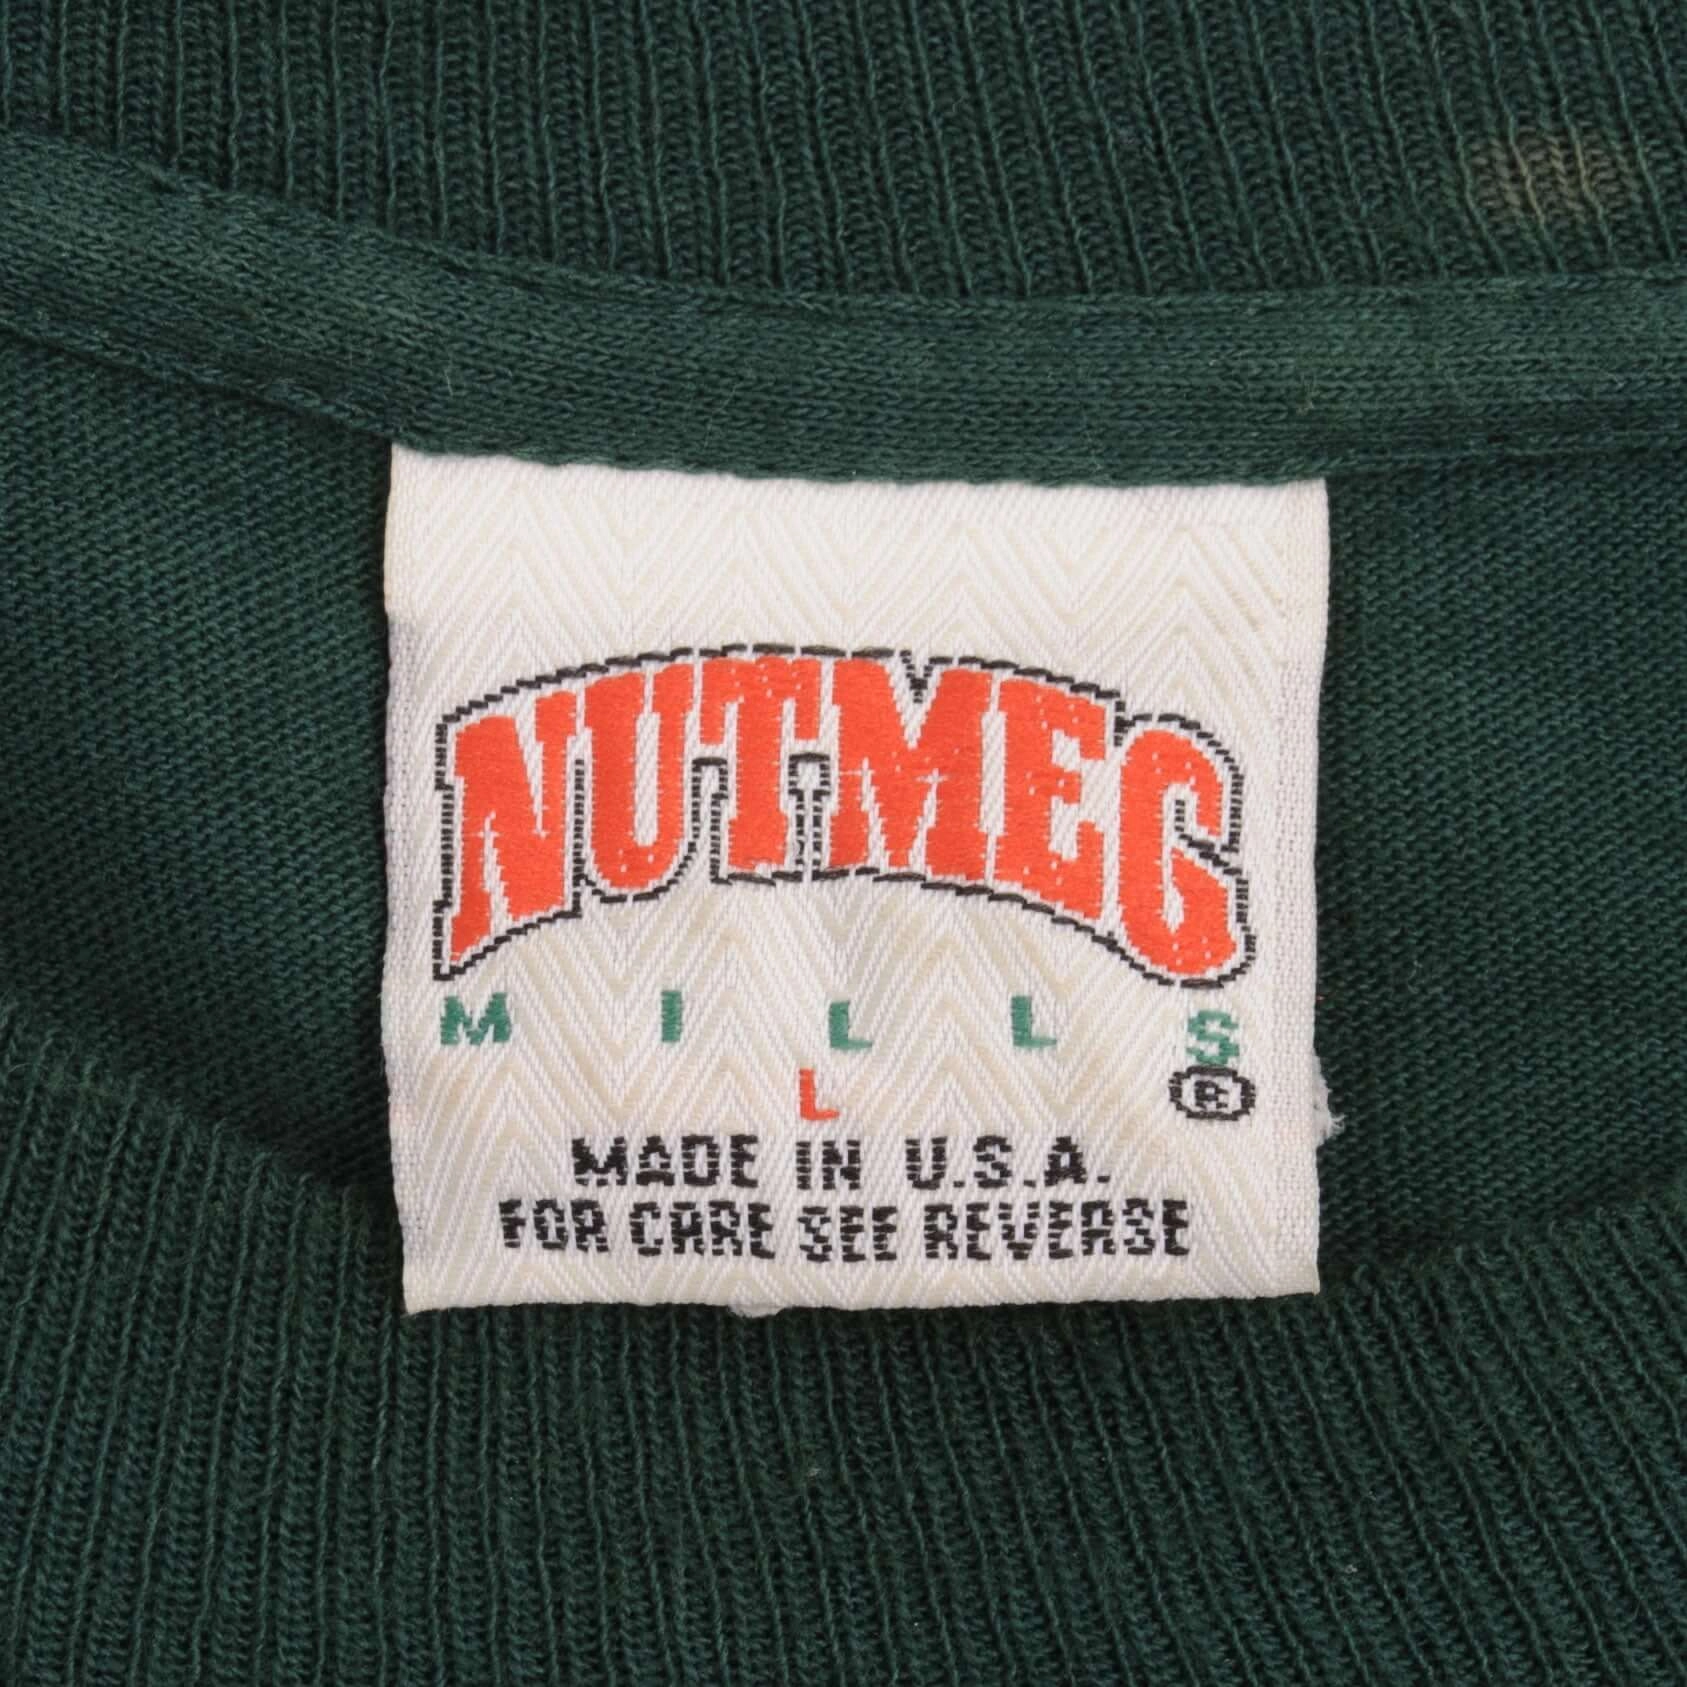 NUTMEG
MILLS
L ®
MADE IN U.S.A.
FOR CARE SEE REVERSE